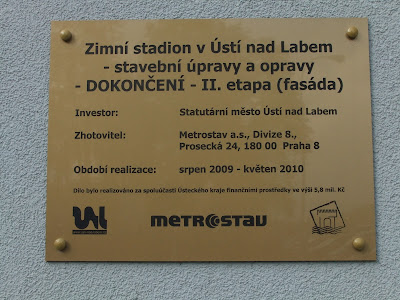 Zimní stadion v Ústí nad Labem
- stavební úpravy a opravy
- DOKONČENÍ - II. etapa (fasáda)
Investor: Statutární město Ústí nad Labem
Zhotovitel: Metrostav a.s., Divize 8.,
Prosecká 24, 180 00 Praha 8
Období realizace: srpen 2009 - květen 2010
Dílo bylo realizováno za spoluúčasti Ústeckého kraje finančními prostředky ve výši 5,8 mil. Kč
METROSTAV